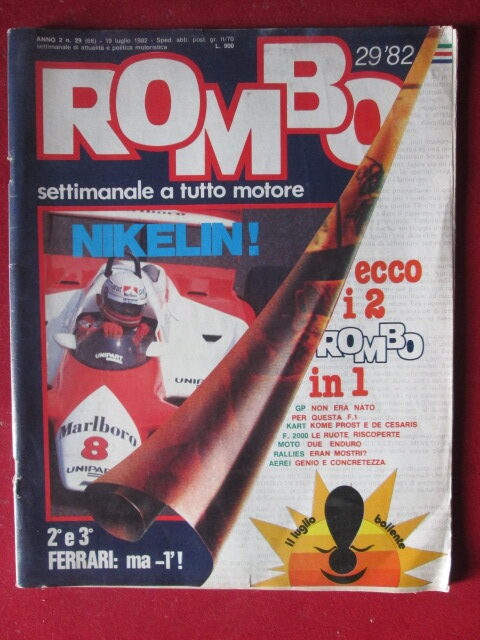 ANNO 2 n. 29 (66) - 19 luglio 1982 - Sped. abb. post. gr. II/70
settimanale di attualità e politica motoristica L. 900
29'82
ROMBO
settimanale a tutto motore
NIKELIN!
ecco
i 2
ROMBO
in 1
UNIPART
UNIPART
Marlboro
8
UNIPART
GP NON ERA NATO
PER QUESTA F.1
KART KOME PROST E DE CESARIS
F. 2000 LE RUOTE RISCOPERTE
MOTO DUE ENDURO
RALLIES ERAN MOSTRI?
AEREI GENIO E CONCRETEZZA
2° e 3°
FERRARI: ma -1'!
il luglio bollente